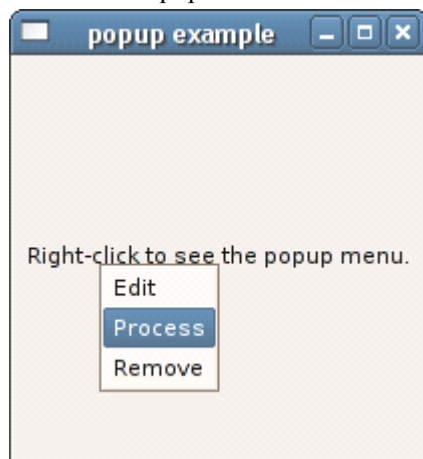 popup example
Right-click to see the popup menu.
Edit
Process
Remove